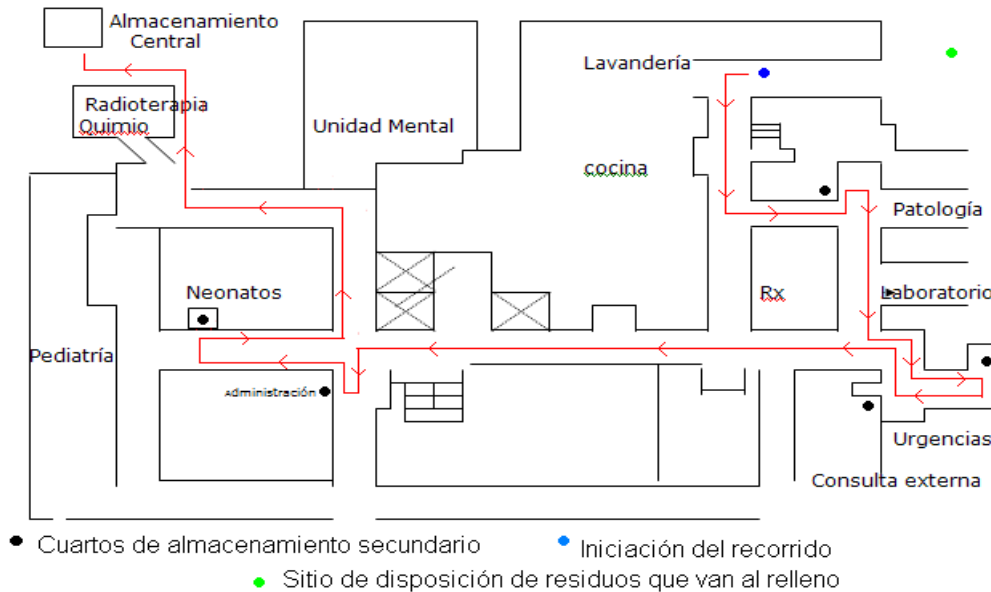 Almacenamiento
Central
Lavandería
Radioterapia
Quimio
Unidad Mental
cocina
Patología
Neonatos
Rx
Laboratorio
Pediatría
Administración
Urgencias
Consulta externa
Cuartos de almacenamiento secundario
Iniciación del recorrido
Sitio de disposición de residuos que van al relleno